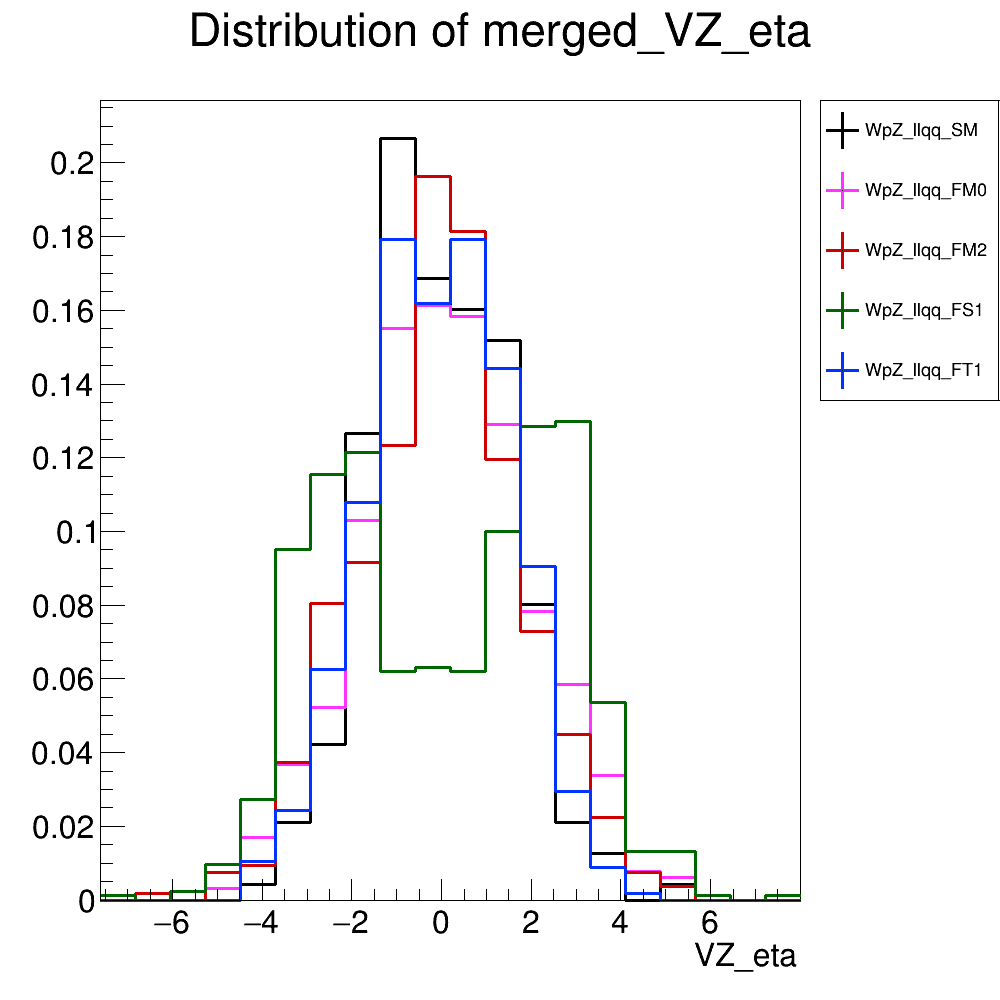 Distribution of merged_VZ_eta
0.2
0.18
0.16
0.14
0.12
0.1
0.08
0.06
0.04
0.02
0
−6 −4 −2 0 2 4 6
VZ_eta
WpZ_llqq_SM
WpZ_llqq_FM0
WpZ_llqq_FM2
WpZ_llqq_FS1
WpZ_llqq_FT1